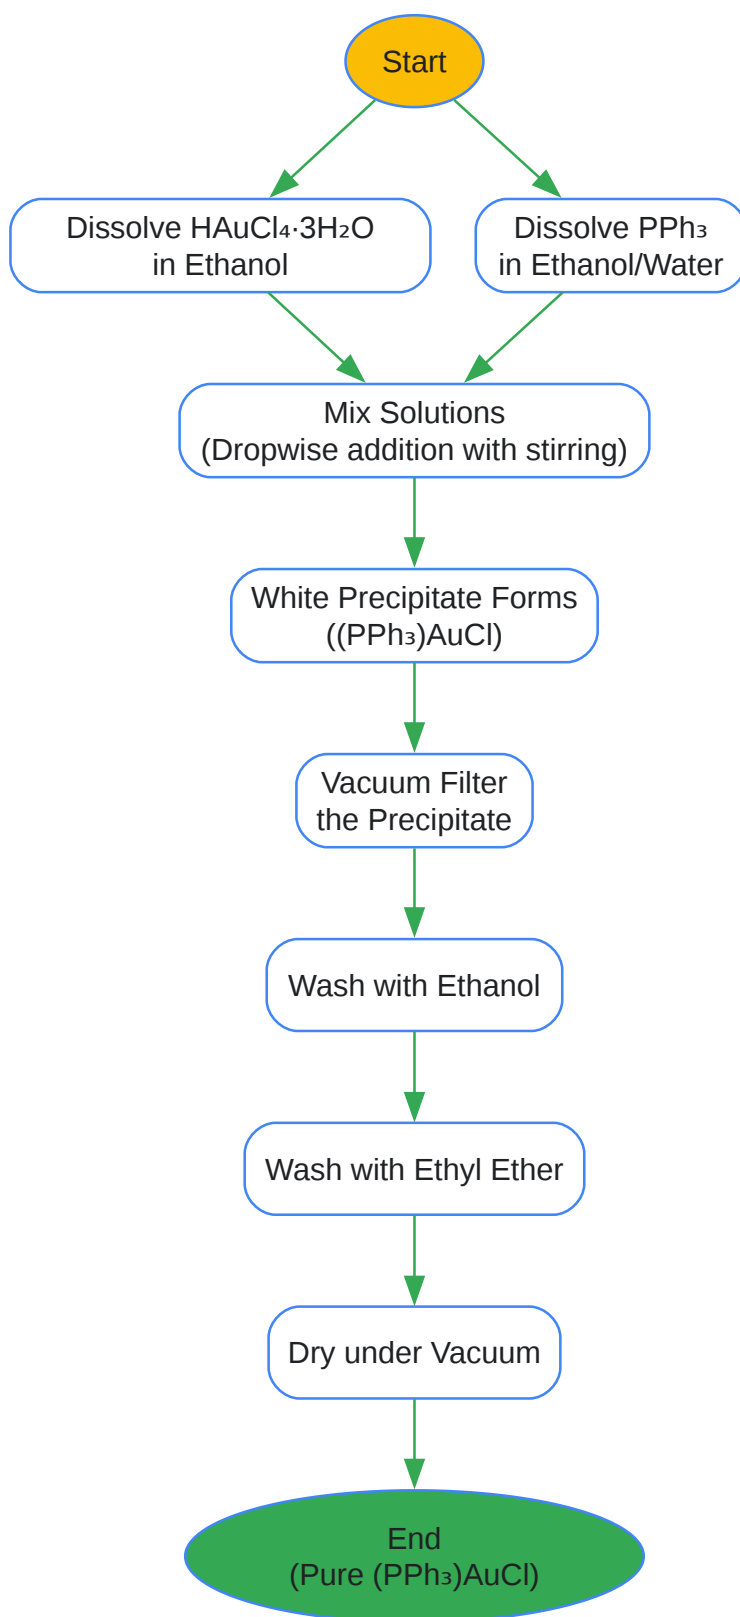 Start
Dissolve HAuCl₄·3H₂O
in Ethanol
Dissolve PPh₃
in Ethanol/Water
Mix Solutions
(Dropwise addition with stirring)
White Precipitate Forms
((PPh₃)AuCl)
Vacuum Filter
the Precipitate
Wash with Ethanol
Wash with Ethyl Ether
Dry under Vacuum
End
(Pure (PPh₃)AuCl)